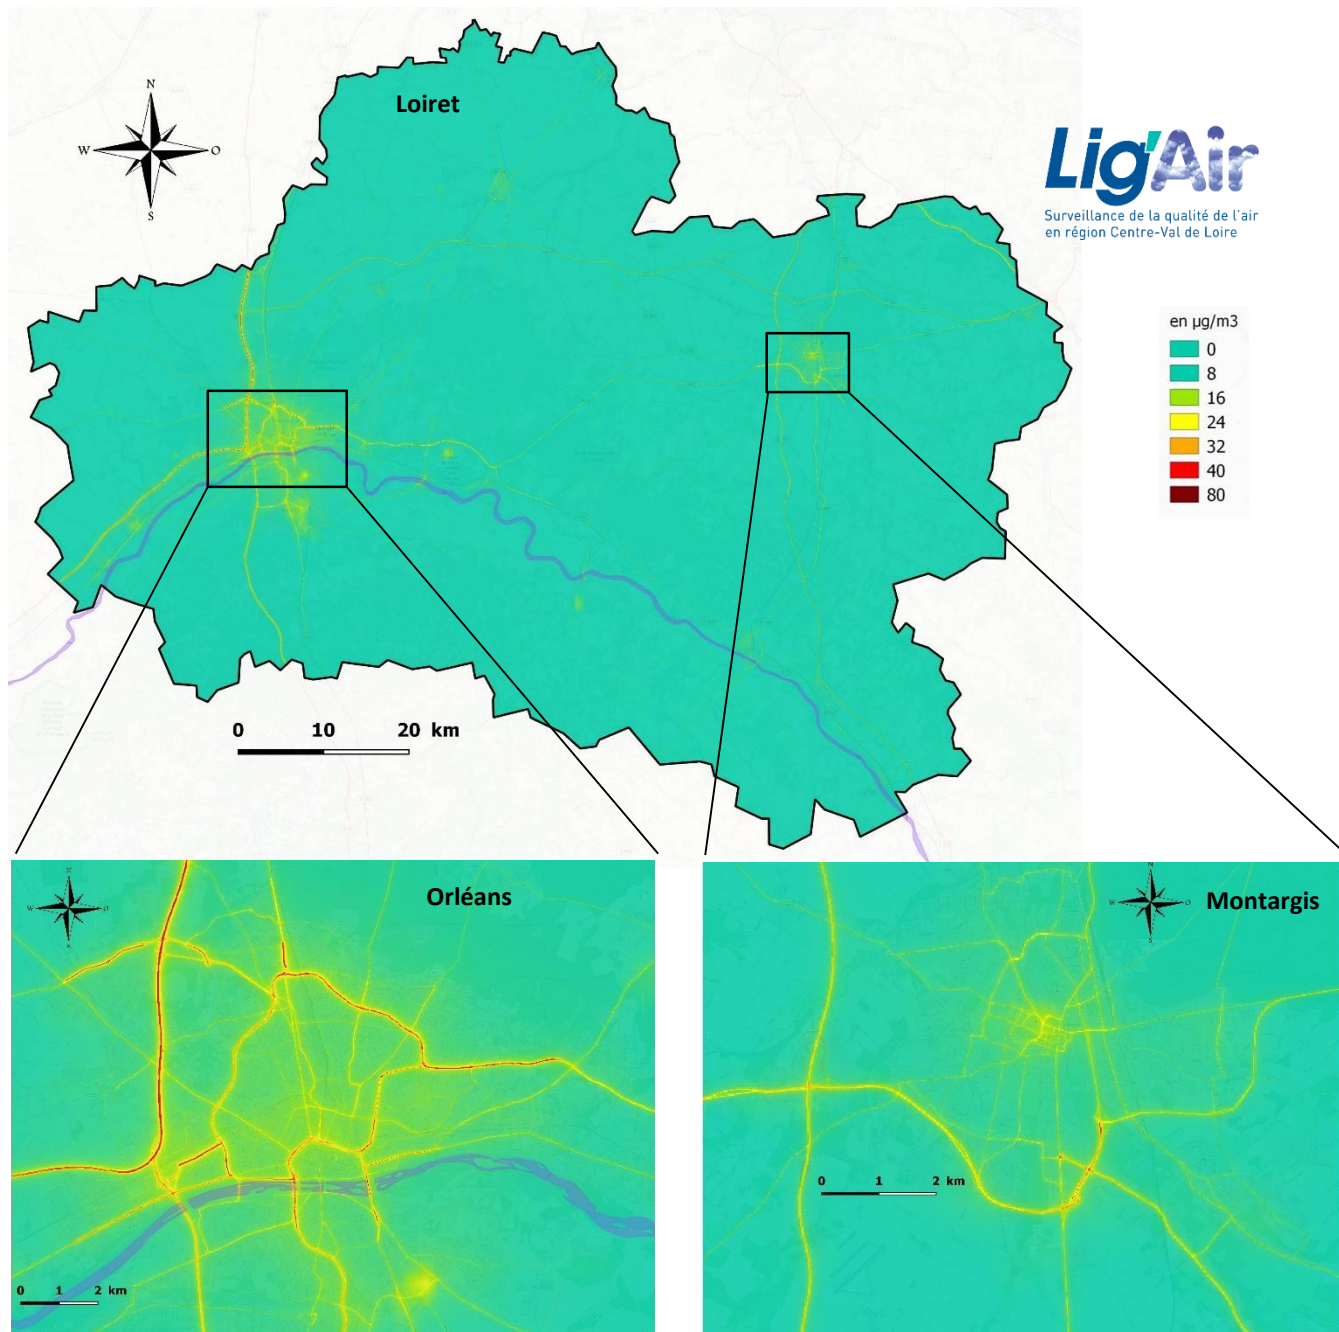 Loiret
N
W
O
S
Lig'Air
Surveillance de la qualité de l'air
en région Centre-Val de Loire
en µg/m3
0
8
16
24
32
40
80
0 10 20 km
Orléans
Montargis
N
W
O
S
0 1 2 km
0 1 2 km